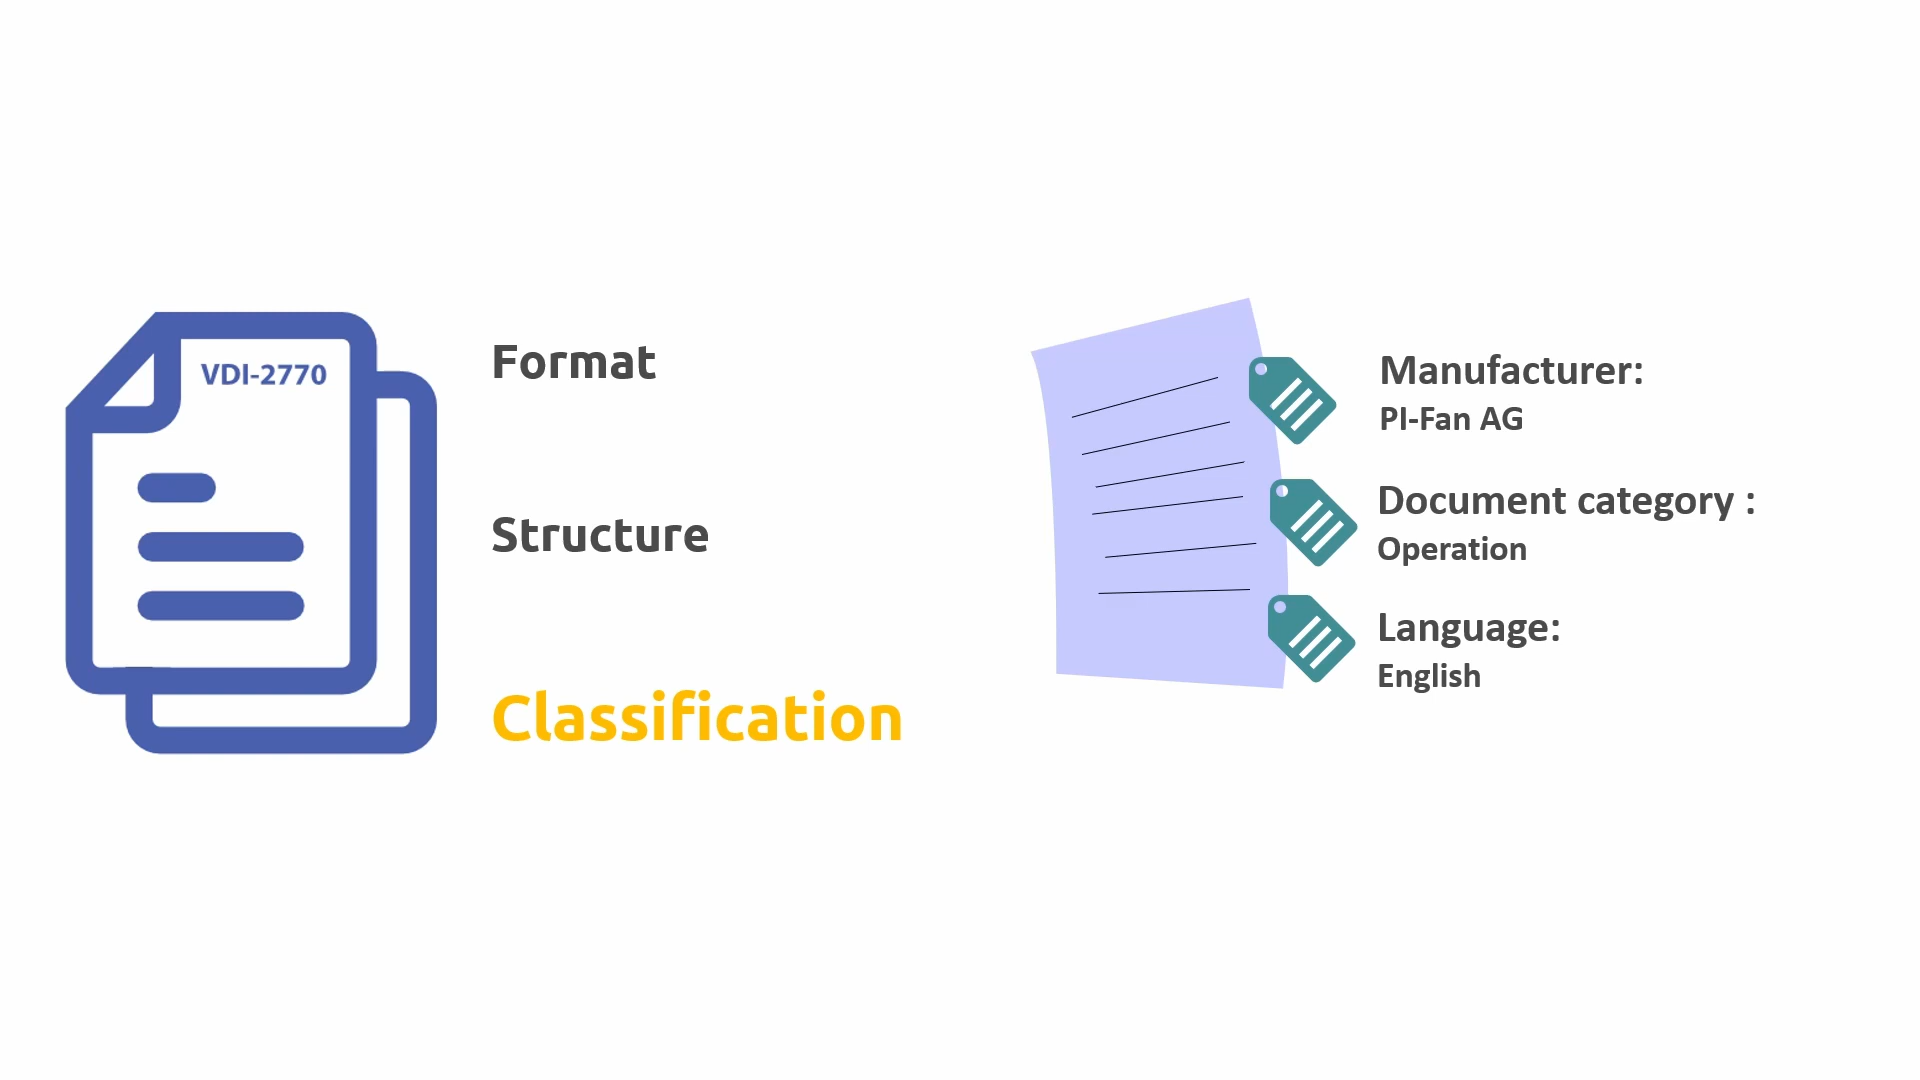 VDI-2770
Format
Structure
Classification
Manufacturer:
PI-Fan AG
Document category :
Operation
Language:
English